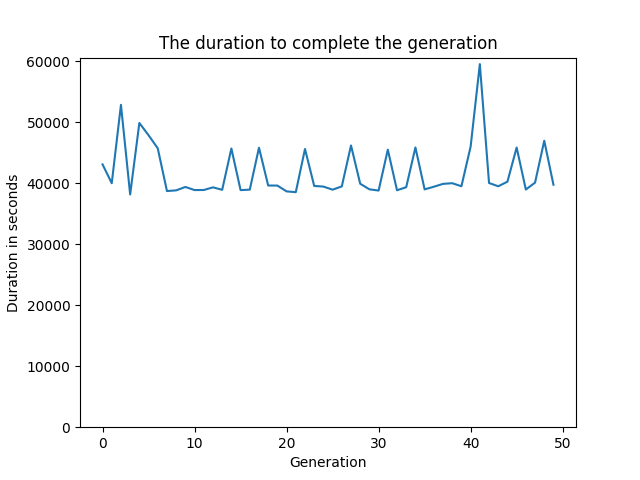 The duration to complete the generation
60000
50000
40000
30000
20000
10000
0
Duration in seconds
0 10 20 30 40 50
Generation